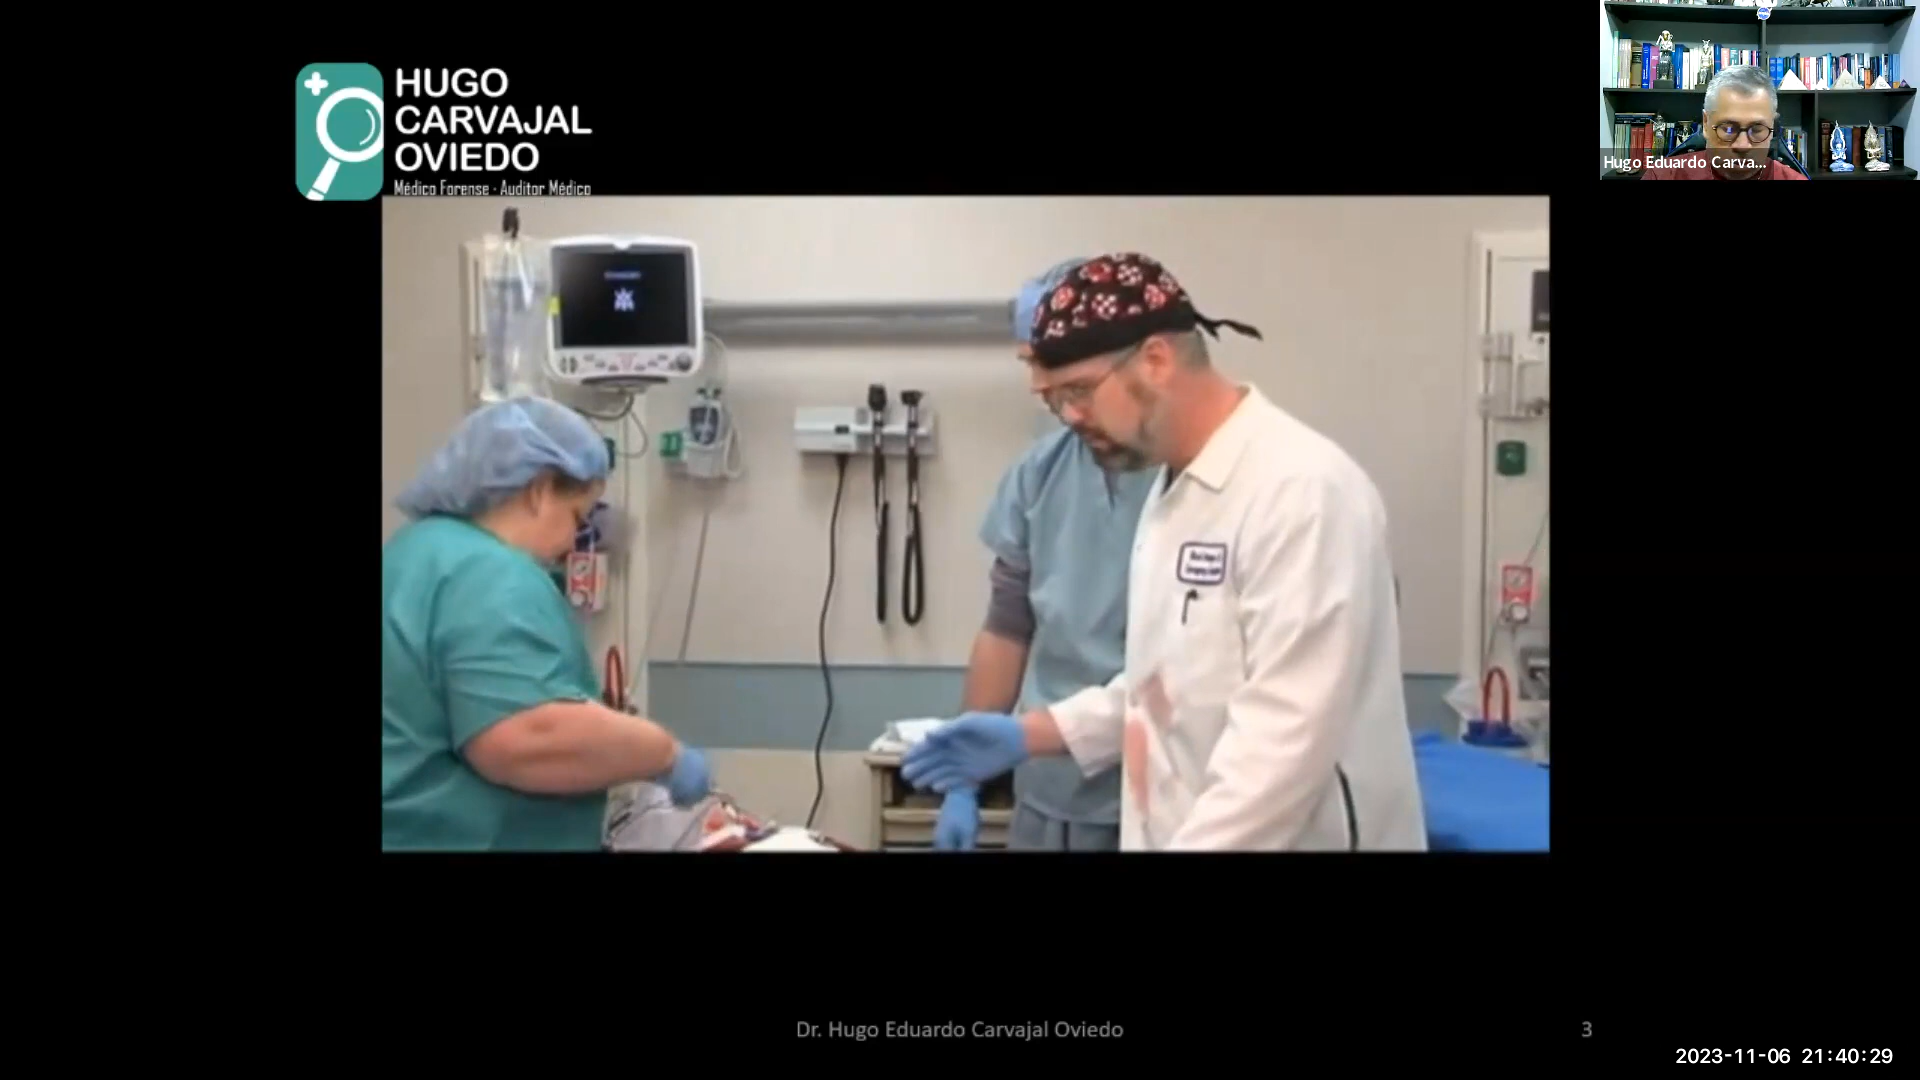 HUGO
CARVAJAL
OVIEDO
Médico Forense - Auditor Médico
Hugo Eduardo Carva...
Dr. Hugo Eduardo Carvajal Oviedo
3
2023-11-06 21:40:29